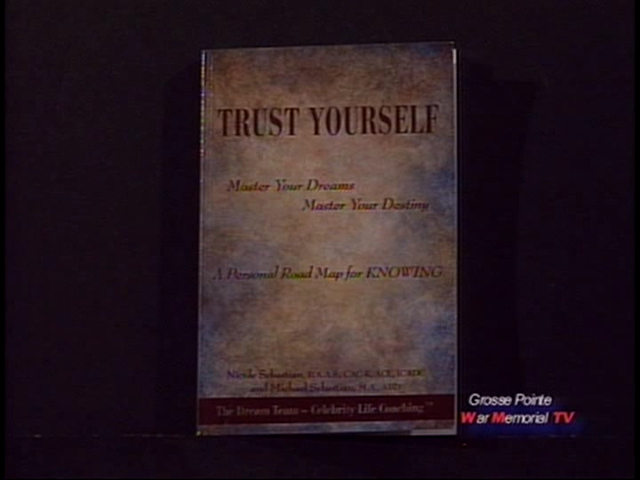 TRUST YOURSELF
Master Your Dreams
Master Your Destiny
A Personal Road Map for KNOWING
Nicole Sebastian,
and Michael Sebastian,
The Dream Team – Celebrity Life Coaching™
Grosse Pointe
War Memorial TV